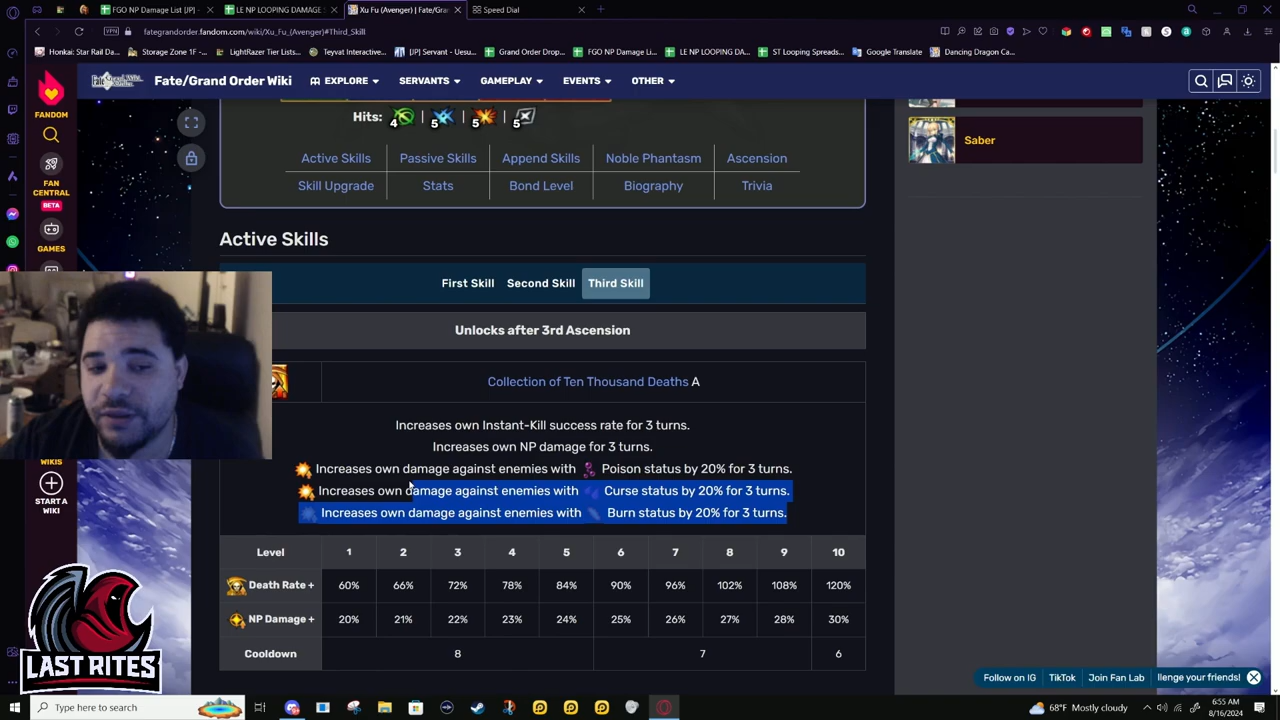 FGO NP Damage List [JP]
LE NP LOOPING DAMAGE
Xu Fu (Avenger) | Fate/Gra
Speed Dial
VPN
fategrandorder.fandom.com/wiki/Xu_Fu_(Avenger)#Third_Skill
Honkai: Star Rail Da...
Storage Zone 1F -...
LightRazer Tier Lists...
Teyvat Interactive...
[JP] Servant - Uesu...
Grand Order Drop...
FGO NP Damage Li...
LE NP LOOPING DA...
ST Looping Spreads...
Google Translate
Dancing Dragon Ca...
Fate/Grand Order Wiki
EXPLORE
SERVANTS
GAMEPLAY
EVENTS
OTHER
FANDOM
FAN CENTRAL
BETA
GAMES
WIKIS
START A WIKI
Hits: 4 | 5 | 5 | 5
Saber
Active Skills
Passive Skills
Append Skills
Noble Phantasm
Ascension
Skill Upgrade
Stats
Bond Level
Biography
Trivia
Active Skills
First Skill
Second Skill
Third Skill
Unlocks after 3rd Ascension
Collection of Ten Thousand Deaths A
Increases own Instant-Kill success rate for 3 turns.
Increases own NP damage for 3 turns.
Increases own damage against enemies with Poison status by 20% for 3 turns.
Increases own damage against enemies with Curse status by 20% for 3 turns.
Increases own damage against enemies with Burn status by 20% for 3 turns.
Level 1 2 3 4 5 6 7 8 9 10
Death Rate + 60% 66% 72% 78% 84% 90% 96% 102% 108% 120%
NP Damage + 20% 21% 22% 23% 24% 25% 26% 27% 28% 30%
Cooldown 8 7 6
LAST RITES
Follow on IG
TikTok
Join Fan Lab
llenge your friends!
Type here to search
68°F Mostly cloudy
6:55 AM
8/16/2024